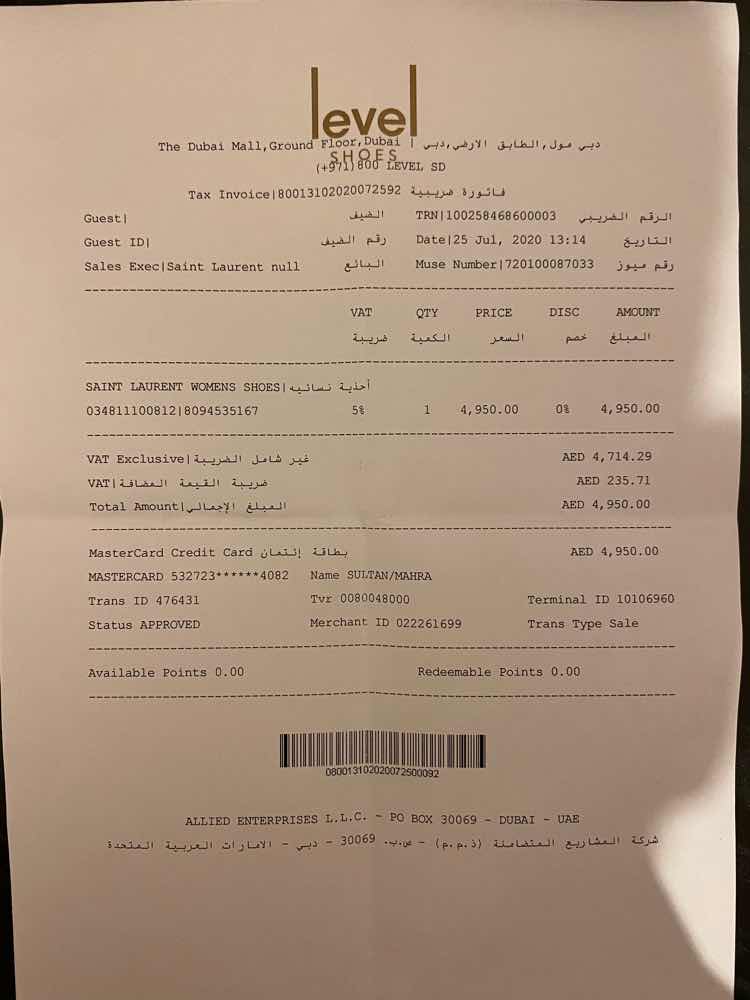 level
The Dubai Mall,Ground Floor,Dubai | دبي مول,الطابق الارضي,دبي
SHOES
(+971)800 LEVEL SD
Tax Invoice|80013102020072592 فاتورة ضريبية
Guest| الضيف TRN|100258468600003 الرقم الضريبي
Guest ID| رقم الضيف Date|25 Jul, 2020 13:14 التاريخ
Sales Exec|Saint Laurent null البائع Muse Number|720100087033 رقم ميوز
VAT QTY PRICE DISC AMOUNT
ضريبة الكمية السعر خصم المبلغ
SAINT LAURENT WOMENS SHOES|أحذية نسائيه
034811100812|8094535167 5% 1 4,950.00 0% 4,950.00
VAT Exclusive|غير شامل الضريبة AED 4,714.29
VAT|ضريبة القيمة المضافة AED 235.71
Total Amount|المبلغ الإجمالي AED 4,950.00
MasterCard Credit Card بطاقة إئتمان AED 4,950.00
MASTERCARD 532723******4082 Name SULTAN/MAHRA
Trans ID 476431 Tvr 0080048000 Terminal ID 10106960
Status APPROVED Merchant ID 022261699 Trans Type Sale
Available Points 0.00 Redeemable Points 0.00
08001310202007250​0092
ALLIED ENTERPRISES L.L.C. - PO BOX 30069 - DUBAI - UAE
شركة المشاريع المتضامنة (ذ.م.م) - ص.ب. 30069 - دبي - الامارات العربية المتحدة